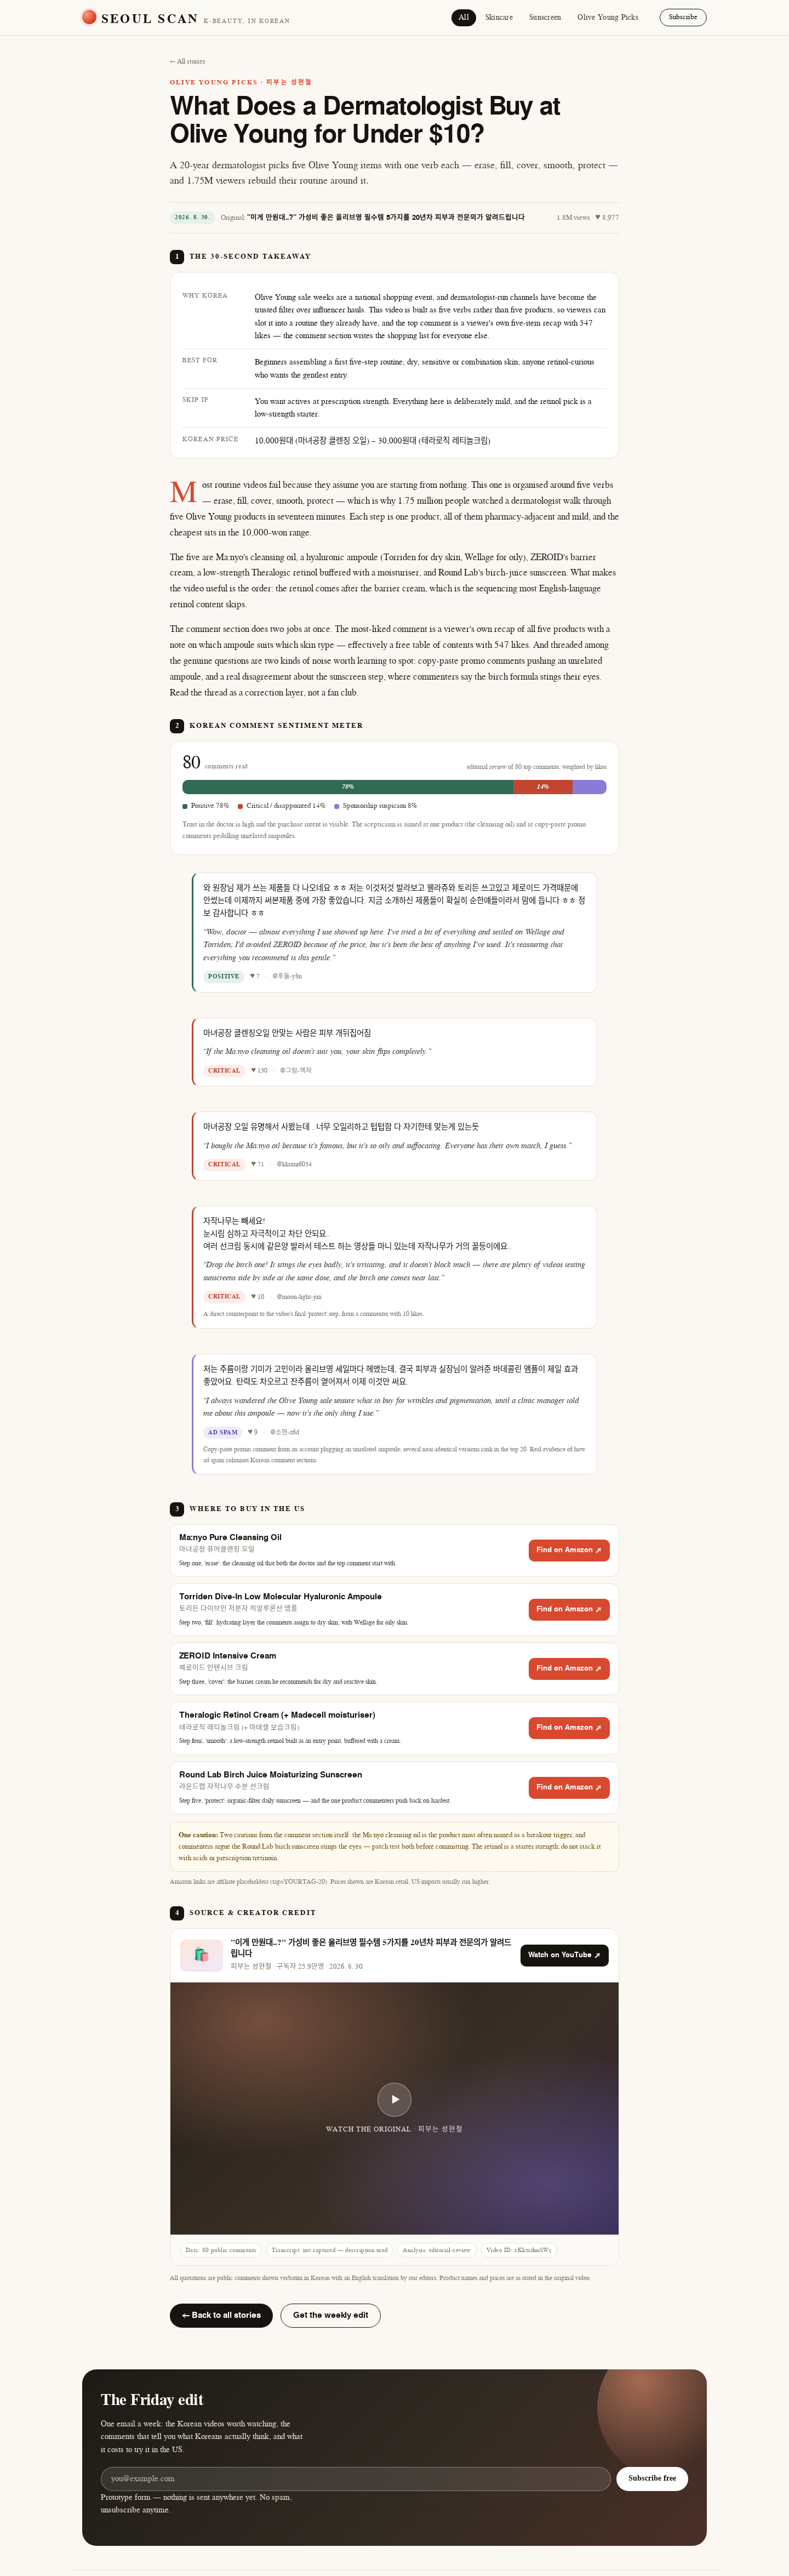 SEOUL SCAN K-BEAUTY, IN KOREAN
All Skincare Sunscreen Olive Young Picks Subscribe
← All stories
OLIVE YOUNG PICKS · 피부는 성현철
What Does a Dermatologist Buy at
Olive Young for Under $10?
A 20-year dermatologist picks five Olive Young items with one verb each — erase, fill, cover, smooth, protect —
and 1.75M viewers rebuild their routine around it.
2026. 8. 30. Original: "이게 만원대..?" 가성비 좋은 올리브영 필수템 5가지를 20년차 피부과 전문의가 알려드립니다 1.8M views · ♥ 8,977
1 THE 30-SECOND TAKEAWAY
WHY KOREA
Olive Young sale weeks are a national shopping event, and dermatologist-run channels have become the
trusted filter over influencer hauls. This video is built as five verbs rather than five products, so viewers can
slot it into a routine they already have, and the top comment is a viewer's own five-item recap with 547
likes — the comment section writes the shopping list for everyone else.
BEST FOR
Beginners assembling a first five-step routine; dry, sensitive or combination skin; anyone retinol-curious
who wants the gentlest entry.
SKIP IF
You want actives at prescription strength. Everything here is deliberately mild, and the retinol pick is a
low-strength starter.
KOREAN PRICE
10,000원대 (마녀공장 클렌징 오일) – 30,000원대 (테라로직 레티놀크림)
Most routine videos fail because they assume you are starting from nothing. This one is organised around five verbs
— erase, fill, cover, smooth, protect — which is why 1.75 million people watched a dermatologist walk through
five Olive Young products in seventeen minutes. Each step is one product, all of them pharmacy-adjacent and mild, and the
cheapest sits in the 10,000-won range.
The five are Ma:nyo's cleansing oil, a hyaluronic ampoule (Torriden for dry skin, Wellage for oily), ZEROID's barrier
cream, a low-strength Theralogic retinol buffered with a moisturiser, and Round Lab's birch-juice sunscreen. What makes
the video useful is the order: the retinol comes after the barrier cream, which is the sequencing most English-language
retinol content skips.
The comment section does two jobs at once. The most-liked comment is a viewer's own recap of all five products with a
note on which ampoule suits which skin type — effectively a free table of contents with 547 likes. And threaded among
the genuine questions are two kinds of noise worth learning to spot: copy-paste promo comments pushing an unrelated
ampoule, and a real disagreement about the sunscreen step, where commenters say the birch formula stings their eyes.
Read the thread as a correction layer, not a fan club.
2 KOREAN COMMENT SENTIMENT METER
80 comments read
editorial review of 80 top comments, weighted by likes
78% 14%
Positive 78% Critical / disappointed 14% Sponsorship suspicion 8%
Trust in the doctor is high and the purchase intent is visible. The scepticism is aimed at one product (the cleansing oil) and at copy-paste promo
comments pedalling unrelated ampoules.
와 원장님 제가 쓰는 제품들 다 나오네요 ㅎㅎ 저는 이것저것 발라보고 웰라쥬와 토리든 쓰고있고 제로이드 가격때문에
안썼는데 이제까지 써본제품 중에 가장 좋았습니다. 지금 소개하신 제품들이 확실히 순한애들이라서 맘에 듭니다 ㅎㅎ 정
보 감사합니다 ㅎㅎ
"Wow, doctor — almost everything I use showed up here. I've tried a bit of everything and settled on Wellage and
Torriden; I'd avoided ZEROID because of the price, but it's been the best of anything I've used. It's reassuring that
everything you recommend is this gentle."
POSITIVE ♥ 7 · @후돌-y8n
마녀공장 클렌징오일 안맞는 사람은 피부 개뒤집어짐
"If the Ma:nyo cleansing oil doesn't suit you, your skin flips completely."
CRITICAL ♥ 130 · @그림-백자
마녀공장 오일 유명해서 사봤는데 ..너무 오일리하고 텁텁함 다 자기한테 맞는게 있는듯
"I bought the Ma:nyo oil because it's famous, but it's so oily and suffocating. Everyone has their own match, I guess."
CRITICAL ♥ 71 · @kkomi6034
자작나무는 빼세요!
눈시림 심하고 자극적이고 차단 안되요..
여러 선크림 동시에 같은양 발라서 테스트 하는 영상들 마니 있는데 자작나무가 거의 꼴등이에요..
"Drop the birch one! It stings the eyes badly, it's irritating, and it doesn't block much — there are plenty of videos testing
sunscreens side by side at the same dose, and the birch one comes near last."
CRITICAL ♥ 10 · @moon-light-jun
A direct counterpoint to the video's final 'protect' step, from a commenter with 10 likes.
저는 주름이랑 기미가 고민이라 올리브영 세일마다 헤맸는데, 결국 피부과 실장님이 알려준 바데콜린 앰플이 제일 효과
좋았어요. 탄력도 차오르고 잔주름이 옅어져서 이제 이것만 써요.
"I always wandered the Olive Young sale unsure what to buy for wrinkles and pigmentation, until a clinic manager told
me about this ampoule — now it's the only thing I use."
AD SPAM ♥ 9 · @소현-z6d
Copy-paste promo comment from an account plugging an unrelated ampoule; several near-identical versions rank in the top 20. Real evidence of how
ad spam colonises Korean comment sections.
3 WHERE TO BUY IN THE US
Ma:nyo Pure Cleansing Oil
마녀공장 퓨어클렌징 오일
Step one, 'erase': the cleansing oil that both the doctor and the top comment start with.
Find on Amazon ↗
Torriden Dive-In Low Molecular Hyaluronic Ampoule
토리든 다이브인 저분자 히알루론산 앰플
Step two, 'fill': hydrating layer the comments assign to dry skin, with Wellage for oily skin.
Find on Amazon ↗
ZEROID Intensive Cream
제로이드 인텐시브 크림
Step three, 'cover': the barrier cream he recommends for dry and reactive skin.
Find on Amazon ↗
Theralogic Retinol Cream (+ Madecell moisturiser)
테라로직 레티놀크림 (+ 마데셀 보습크림)
Step four, 'smooth': a low-strength retinol built as an entry point, buffered with a cream.
Find on Amazon ↗
Round Lab Birch Juice Moisturizing Sunscreen
라운드랩 자작나무 수분 선크림
Step five, 'protect': organic-filter daily sunscreen — and the one product commenters push back on hardest.
Find on Amazon ↗
One caution: Two cautions from the comment section itself: the Ma:nyo cleansing oil is the product most often named as a breakout trigger, and
commenters argue the Round Lab birch sunscreen stings the eyes — patch test both before committing. The retinol is a starter strength; do not stack it
with acids or prescription tretinoin.
Amazon links are affiliate placeholders (tag=YOURTAG-20). Prices shown are Korean retail; US imports usually run higher.
4 SOURCE & CREATOR CREDIT
"이게 만원대..?" 가성비 좋은 올리브영 필수템 5가지를 20년차 피부과 전문의가 알려드
립니다
피부는 성현철 · 구독자 25.9만명 · 2026. 8. 30.
Watch on YouTube ↗
WATCH THE ORIGINAL · 피부는 성현철
Data: 80 public comments Transcript: not captured — description used Analysis: editorial-review
All quotations are public comments shown verbatim in Korean with an English translation by our editors. Product names and prices are as stated in the original video.
← Back to all stories Get the weekly edit
The Friday edit
One email a week: the Korean videos worth watching, the
comments that tell you what Koreans actually think, and what
it costs to try it in the US.
you@example.com Subscribe free
Prototype form — nothing is sent anywhere yet. No spam,
unsubscribe anytime.